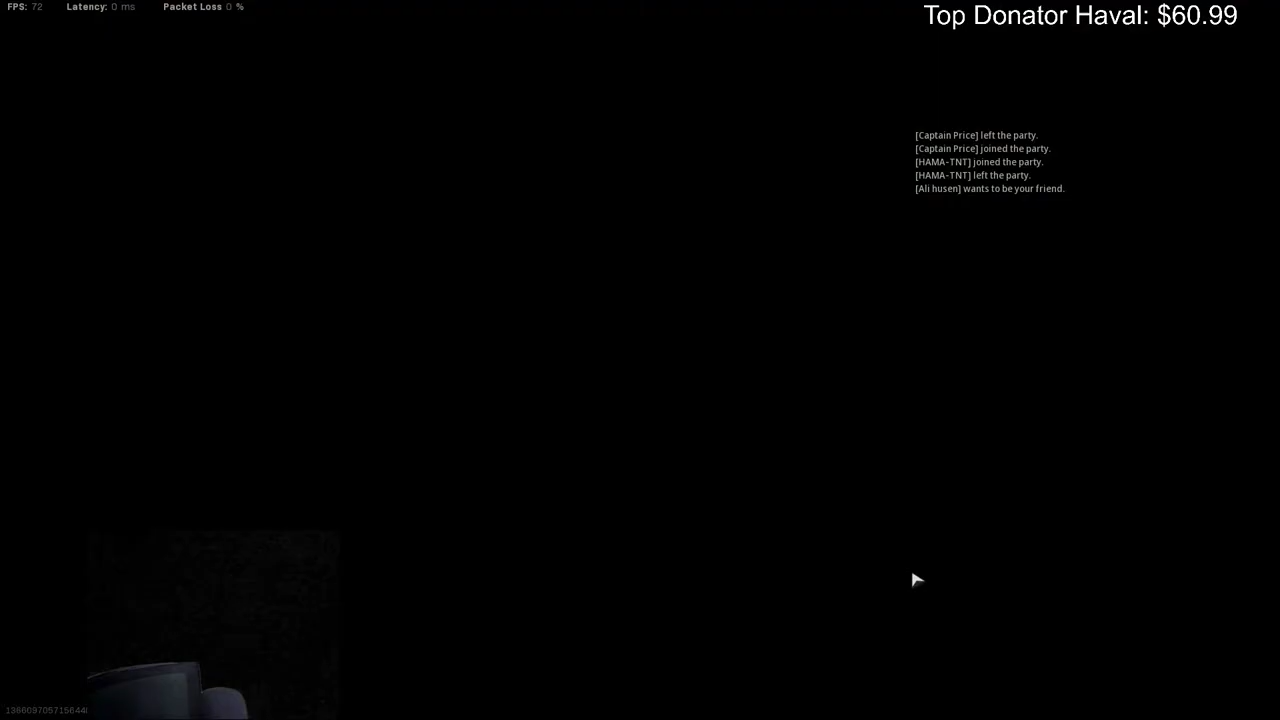 FPS: 72 Latency: 0 ms Packet Loss 0 %
Top Donator Haval: $60.99
[Captain Price] left the party.
[Captain Price] joined the party.
[HAMA-TNT] joined the party.
[HAMA-TNT] left the party.
[Ali husen] wants to be your friend.